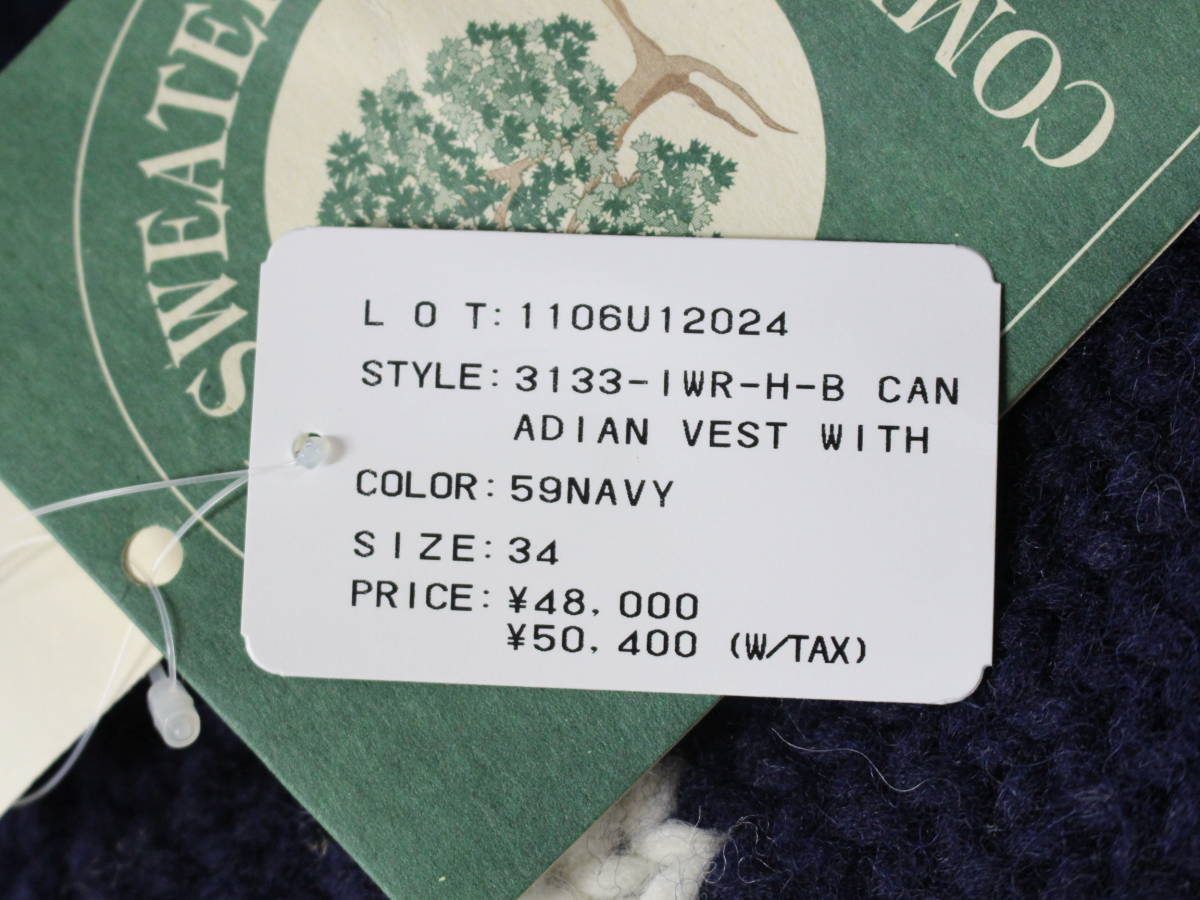 SWEATE
COM
L O T: 1106U12024
STYLE: 3133-IWR-H-B CAN
ADIAN VEST WITH
COLOR: 59NAVY
SIZE: 34
PRICE: ¥48,000
¥50,400 (W/TAX)